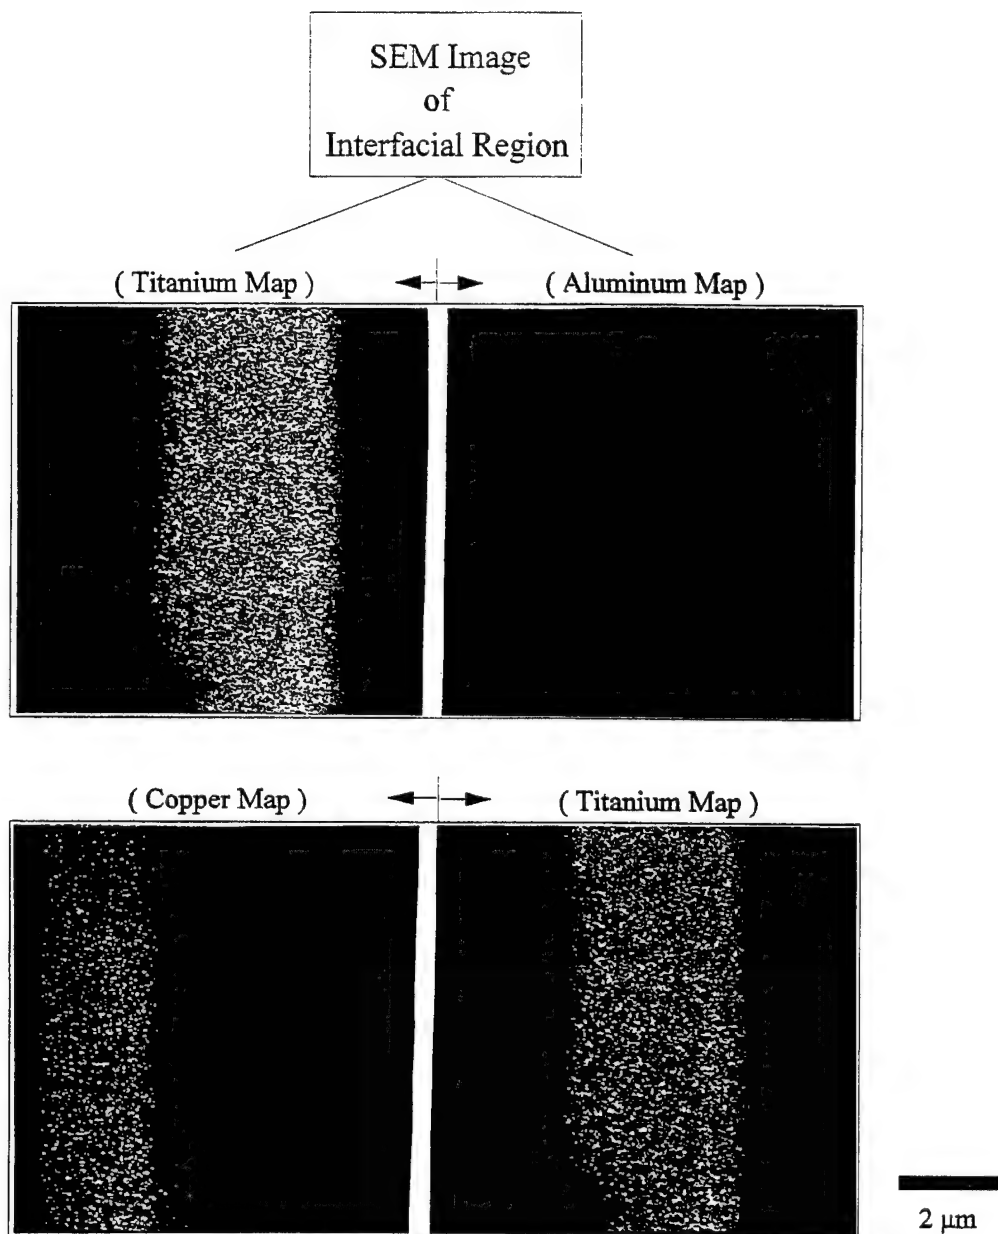 SEM Image
of
Interfacial Region
( Titanium Map )
( Aluminum Map )
( Copper Map )
( Titanium Map )
2 μm